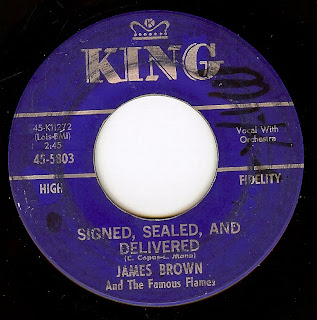 KING
45-K11272
(Lois-BMI)
2:45
45-5803
Vocal With
Orchestra
HIGH
FIDELITY
SIGNED, SEALED, AND
DELIVERED
(C. Copas-L. Mann)
JAMES BROWN
And The Famous Flames